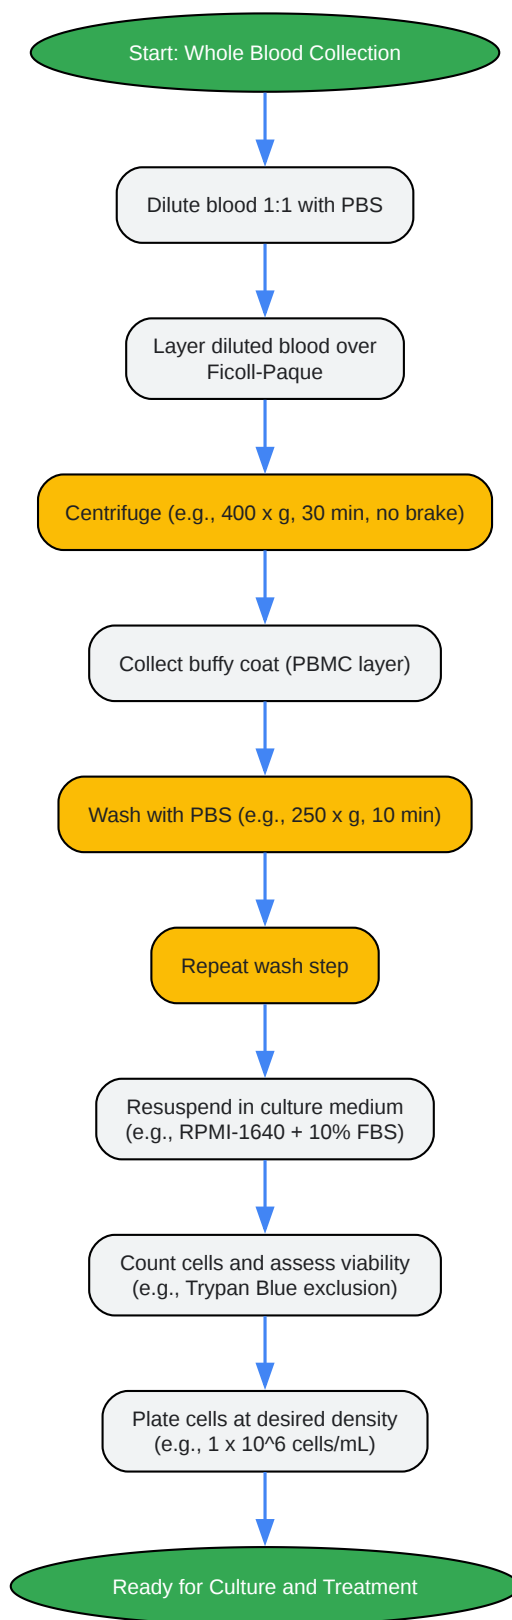 Start: Whole Blood Collection
Dilute blood 1:1 with PBS
Layer diluted blood over
Ficoll-Paque
Centrifuge (e.g., 400 x g, 30 min, no brake)
Collect buffy coat (PBMC layer)
Wash with PBS (e.g., 250 x g, 10 min)
Repeat wash step
Resuspend in culture medium
(e.g., RPMI-1640 + 10% FBS)
Count cells and assess viability
(e.g., Trypan Blue exclusion)
Plate cells at desired density
(e.g., 1 x 10^6 cells/mL)
Ready for Culture and Treatment